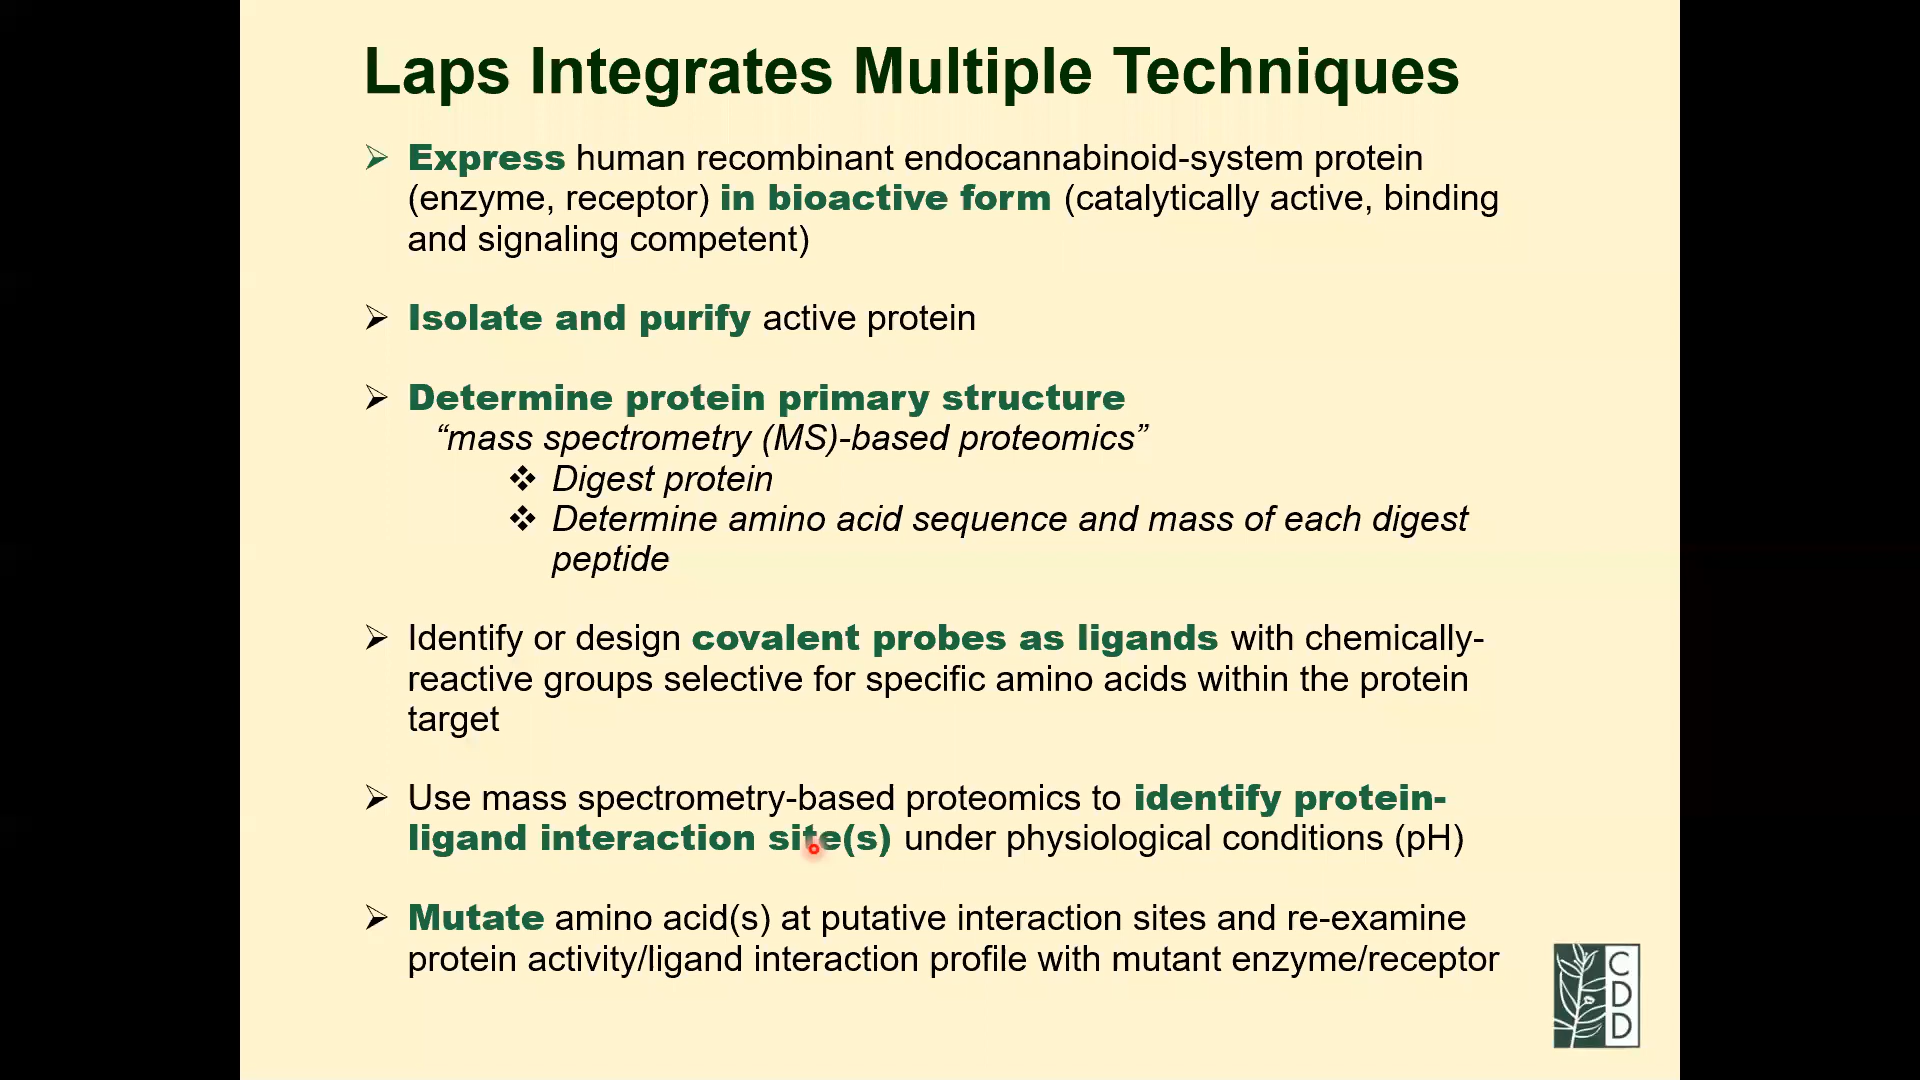 Laps Integrates Multiple Techniques
➢ Express human recombinant endocannabinoid-system protein
(enzyme, receptor) in bioactive form (catalytically active, binding
and signaling competent)
➢ Isolate and purify active protein
➢ Determine protein primary structure
“mass spectrometry (MS)-based proteomics”
❖ Digest protein
❖ Determine amino acid sequence and mass of each digest
peptide
➢ Identify or design covalent probes as ligands with chemically-
reactive groups selective for specific amino acids within the protein
target
➢ Use mass spectrometry-based proteomics to identify protein-
ligand interaction site(s) under physiological conditions (pH)
➢ Mutate amino acid(s) at putative interaction sites and re-examine
protein activity/ligand interaction profile with mutant enzyme/receptor
C
D
D